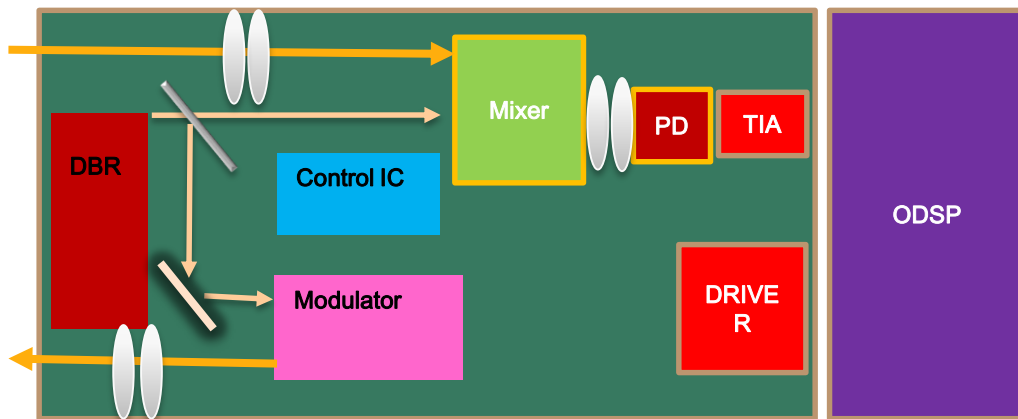 Mixer
PD
TIA
DBR
Control IC
ODSP
Modulator
DRIVE
R